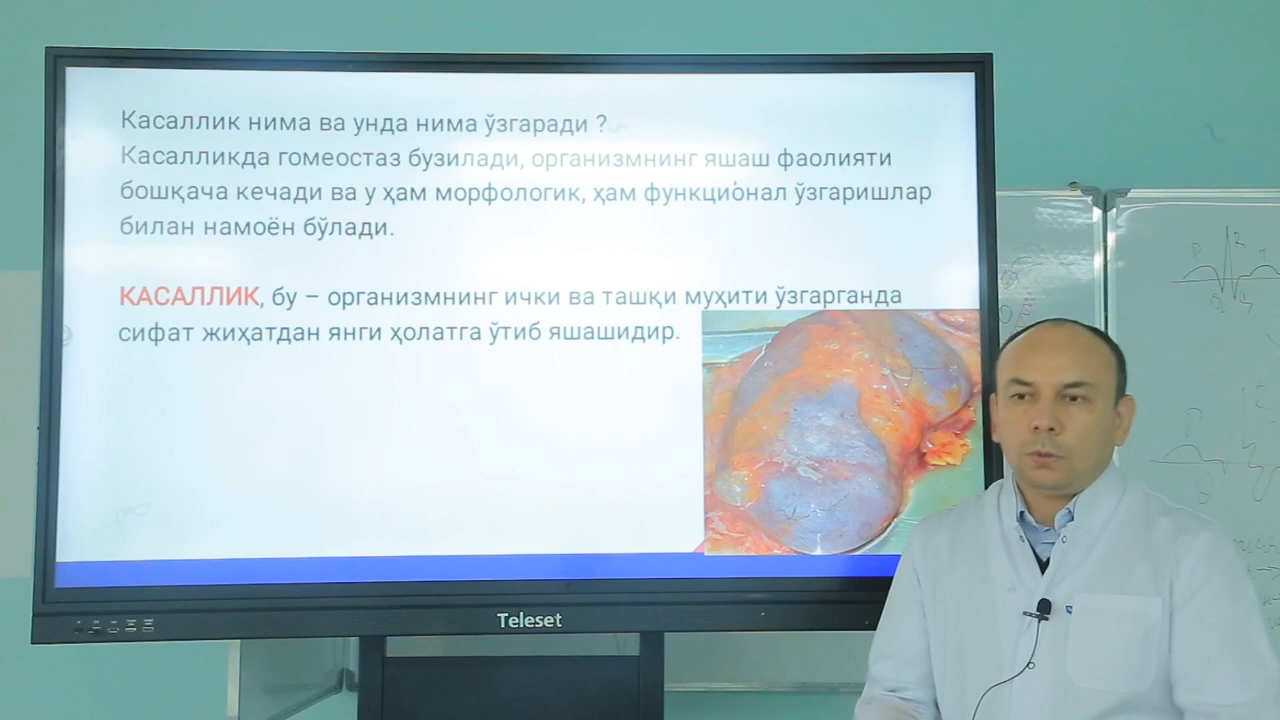 Касаллик нима ва унда нима ўзгаради ?
Касалликда гомеостаз бузилади, организмнинг яшаш фаолияти
бошқача кечади ва у ҳам морфологик, ҳам функционал ўзгаришлар
билан намоён бўлади.
КАСАЛЛИК, бу – организмнинг ички ва ташқи муҳити ўзгарганда
сифат жиҳатдан янги ҳолатга ўтиб яшашидир.
Teleset
P
R
T
Q
S
P